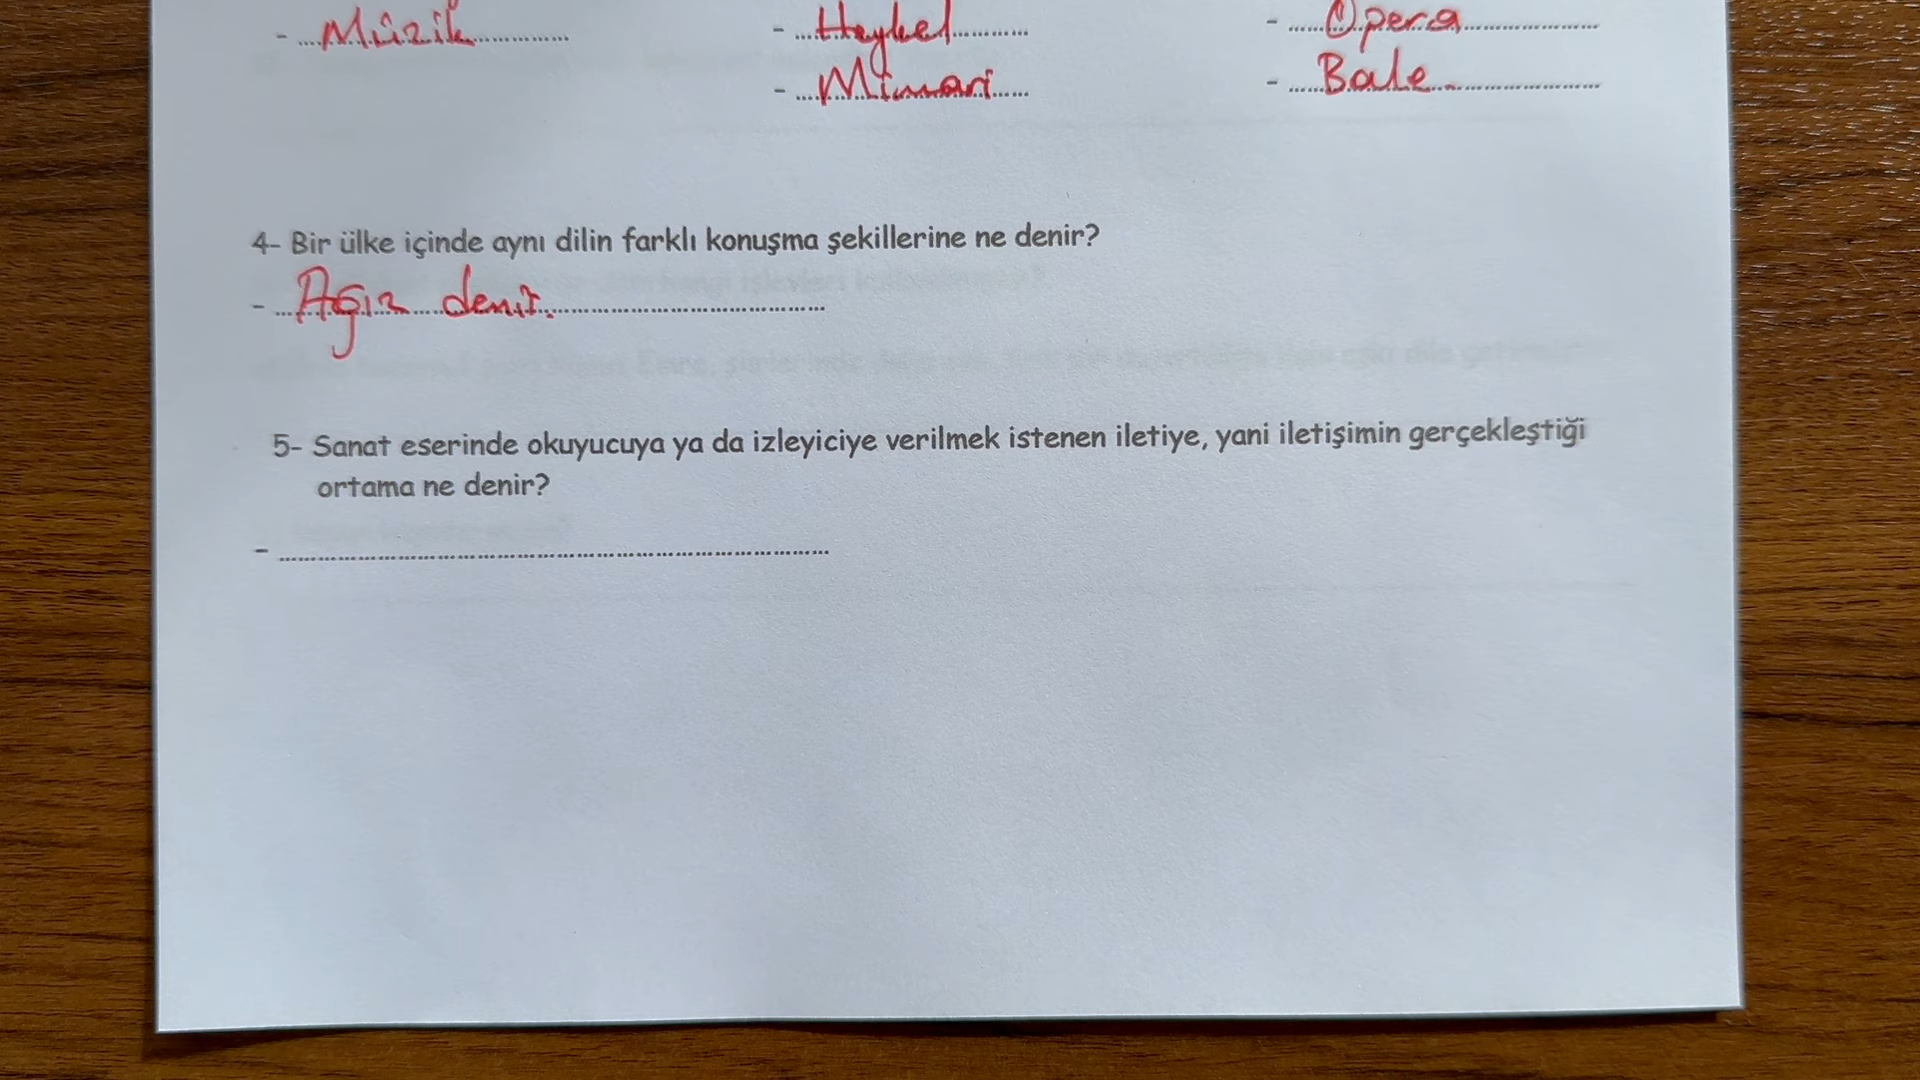 - Müzik - Heykel - Opera
- Mimari - Bale
4- Bir ülke içinde aynı dilin farklı konuşma şekillerine ne denir?
- Ağız denir.
5- Sanat eserinde okuyucuya ya da izleyiciye verilmek istenen iletiye, yani iletişimin gerçekleştiği
ortama ne denir?
-